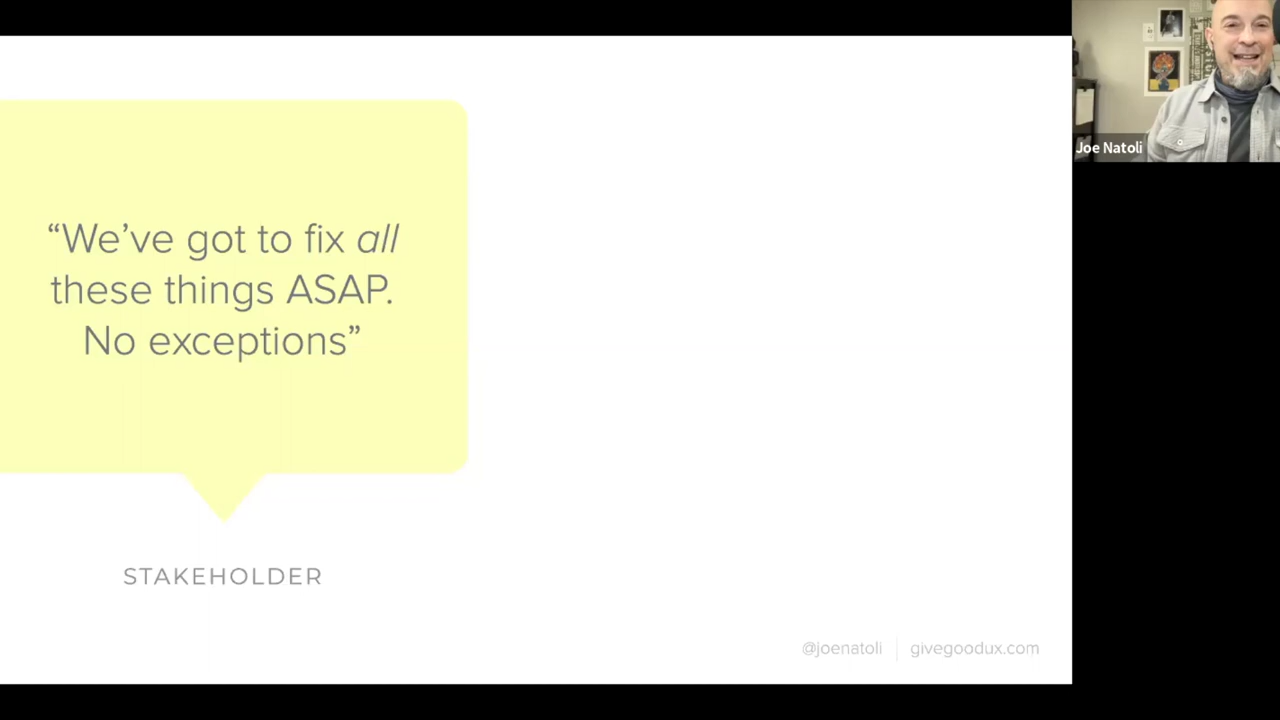 “We’ve got to fix all
these things ASAP.
No exceptions”
STAKEHOLDER
@joenatoli | givegoodux.com
Joe Natoli